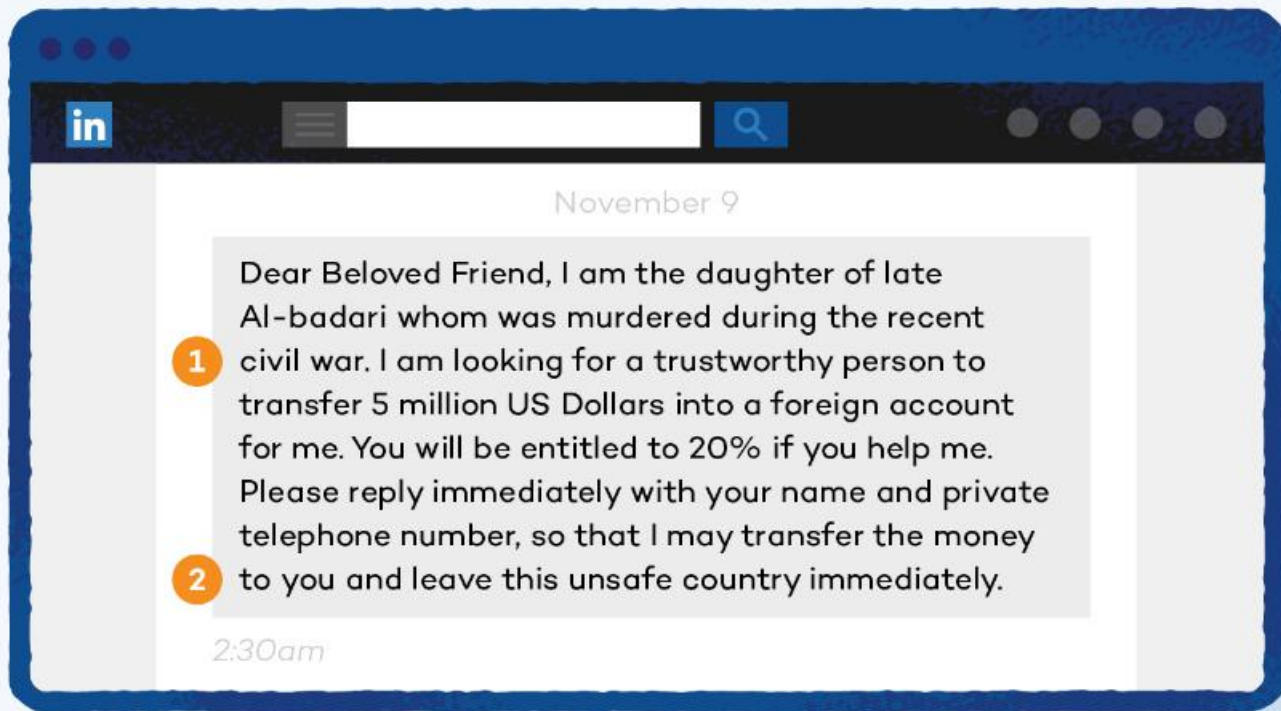 in
November 9
Dear Beloved Friend, I am the daughter of late
Al-badari whom was murdered during the recent
1 civil war. I am looking for a trustworthy person to
transfer 5 million US Dollars into a foreign account
for me. You will be entitled to 20% if you help me.
Please reply immediately with your name and private
telephone number, so that I may transfer the money
2 to you and leave this unsafe country immediately.
2:30am